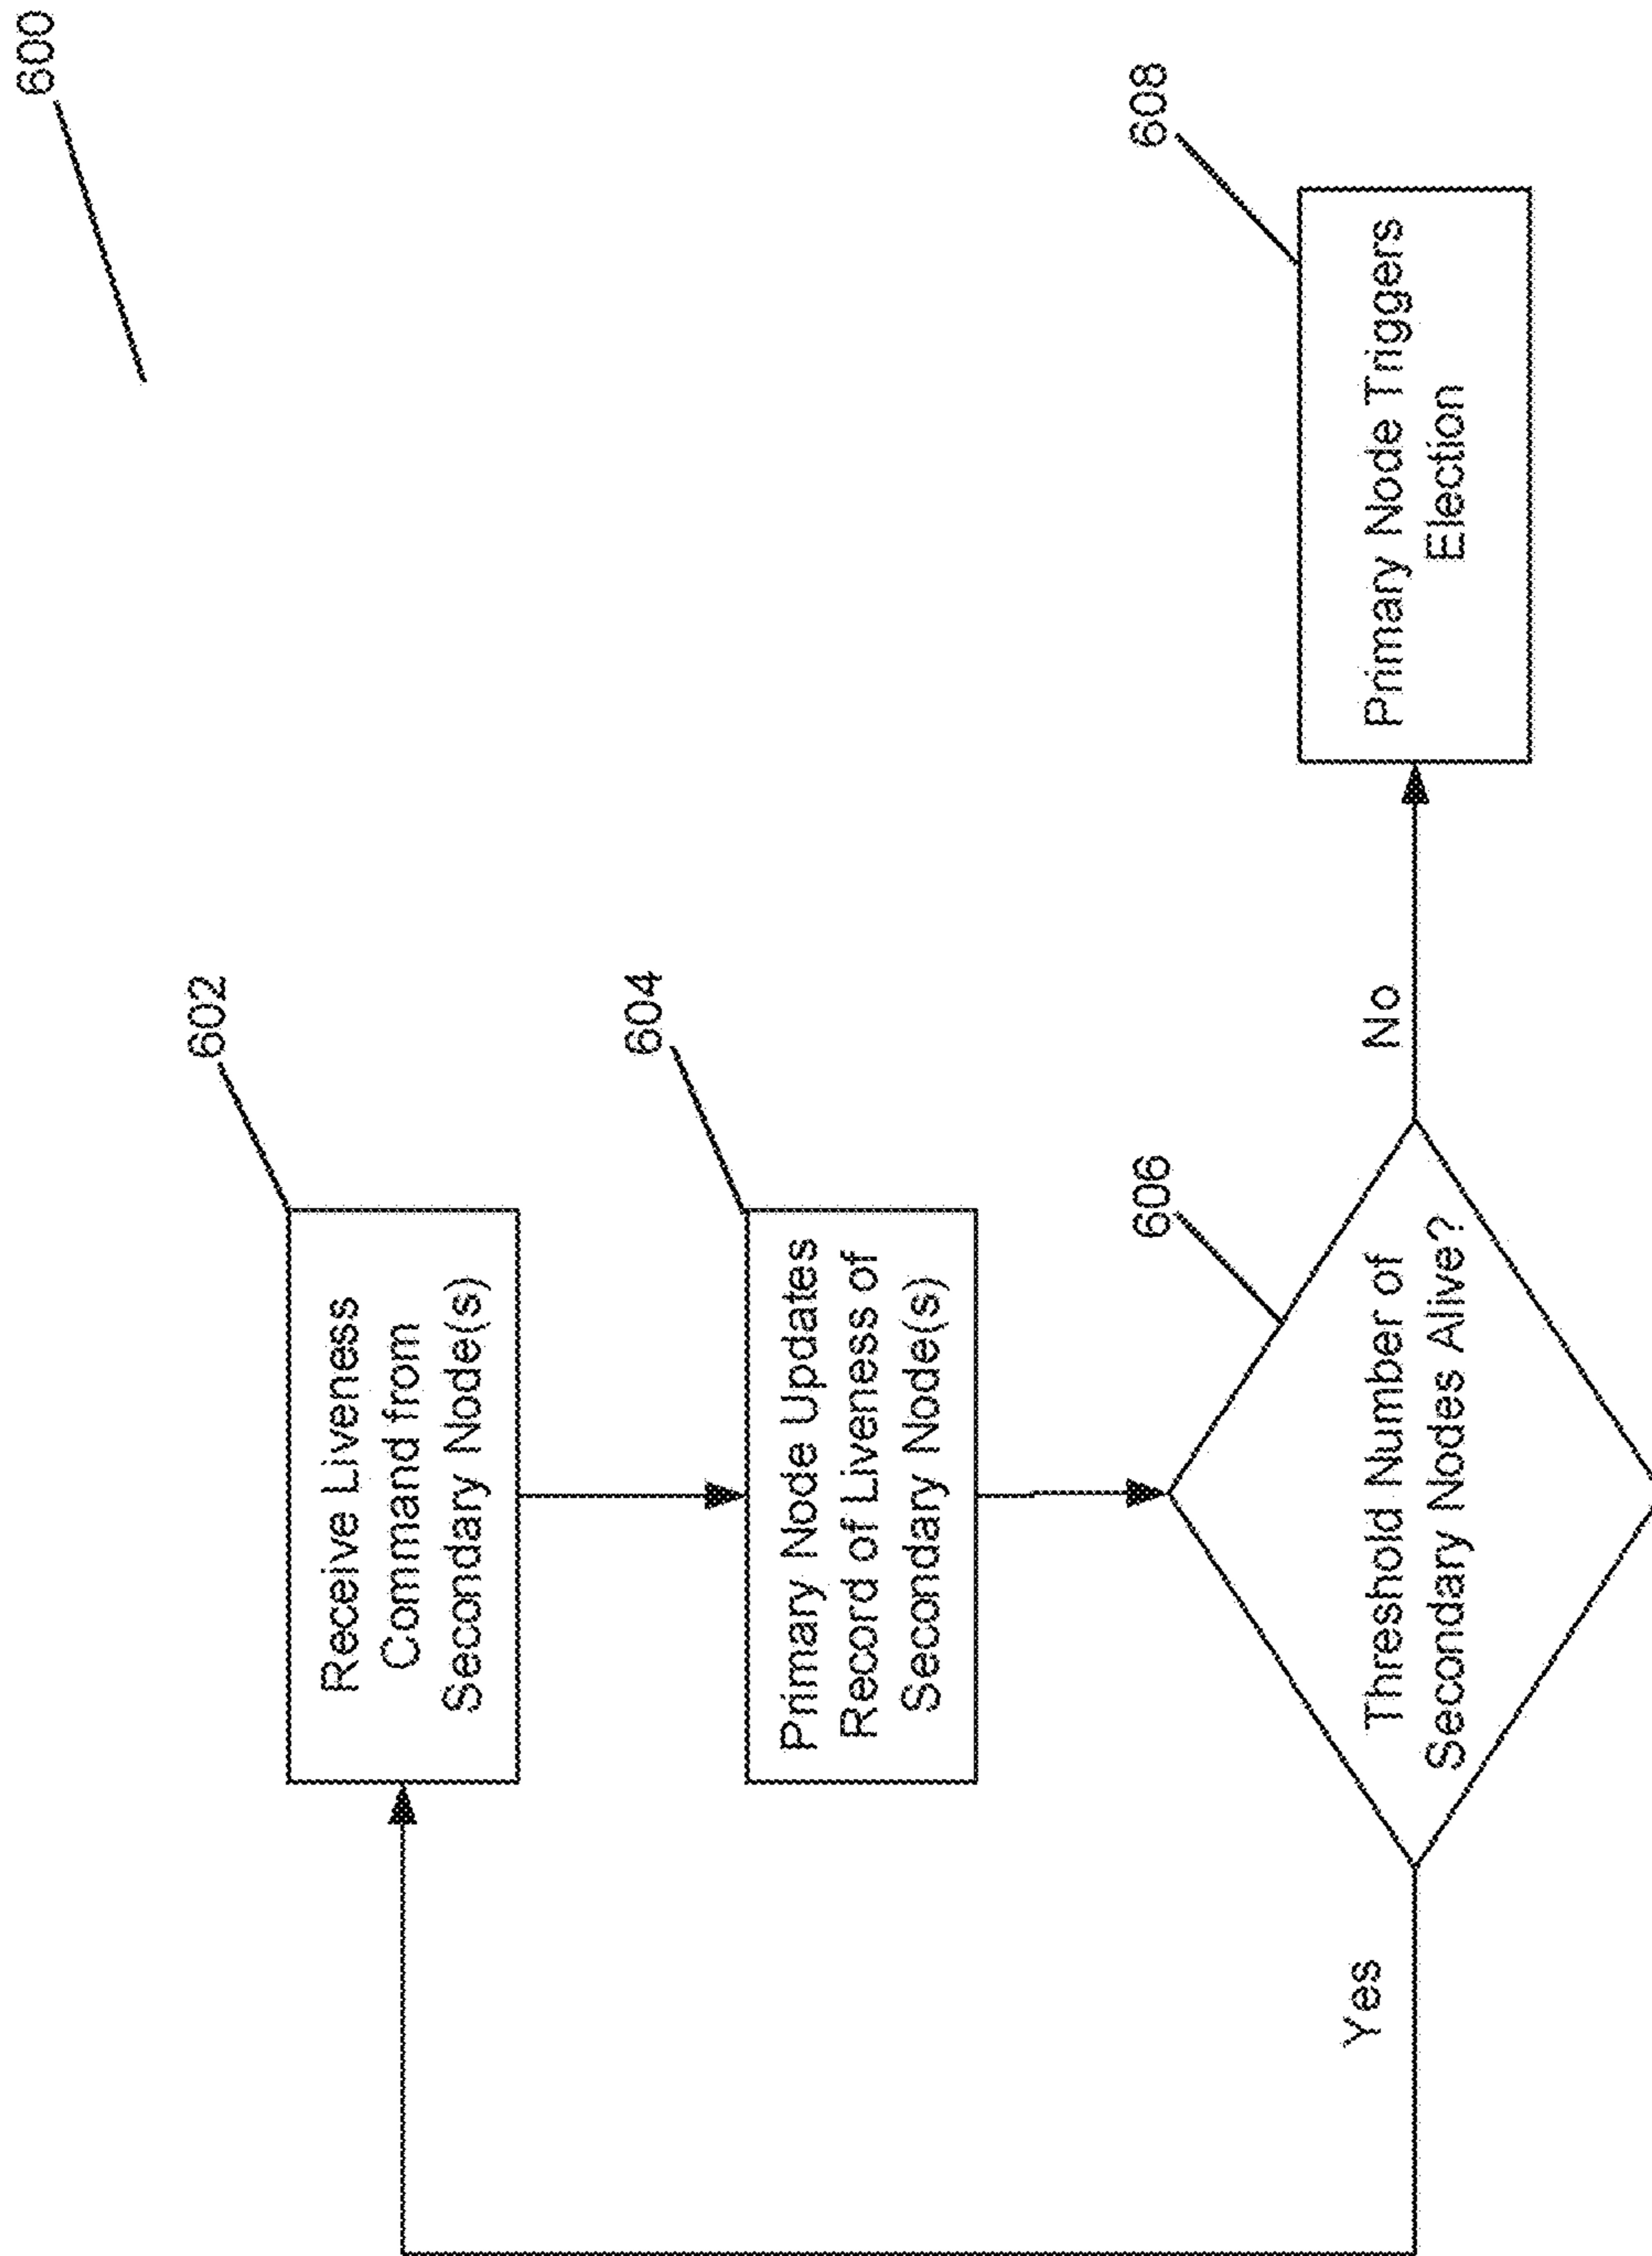 600
602
Receive Liveness
Command from
Secondary Node(s)
604
Primary Node Updates
Record of Liveness of
Secondary Node(s)
606
Threshold Number of
Secondary Nodes Alive?
Yes
No
608
Primary Node Triggers
Election